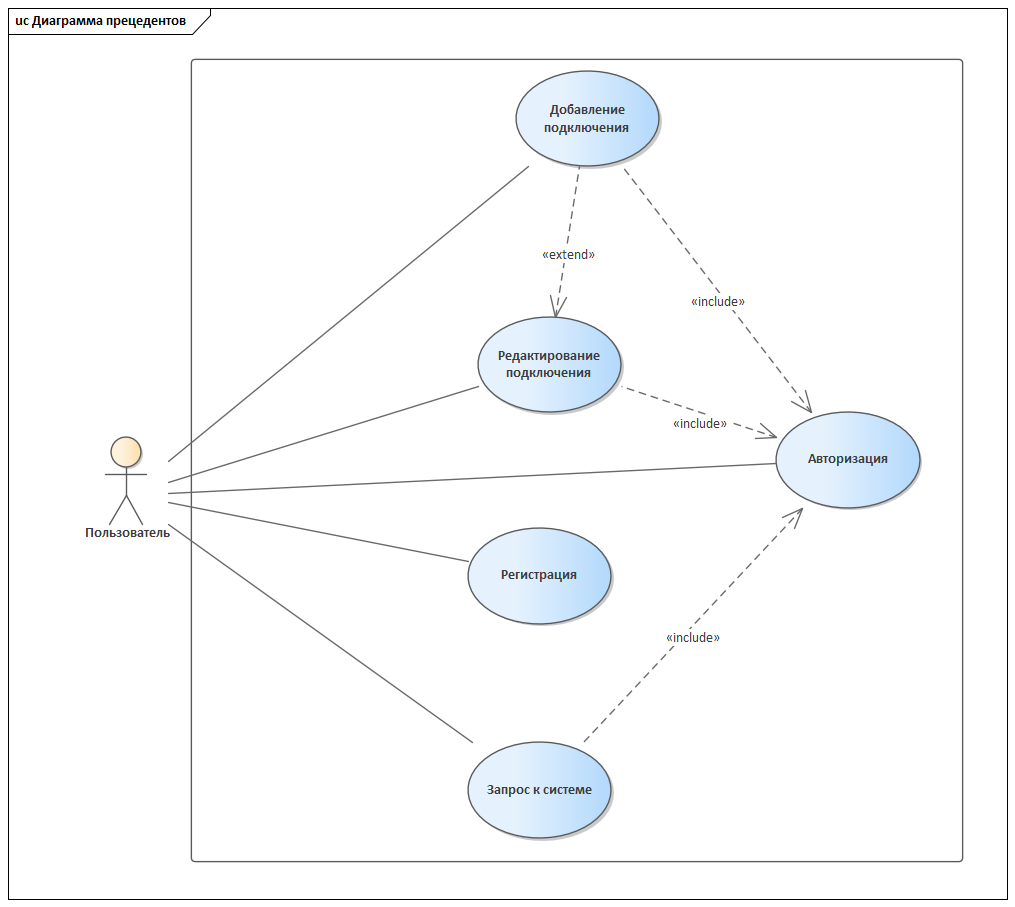 uc Диаграмма прецедентов
Добавление
подключения
«extend»
«include»
Редактирование
подключения
«include»
Авторизация
Пользователь
Регистрация
«include»
Запрос к системе